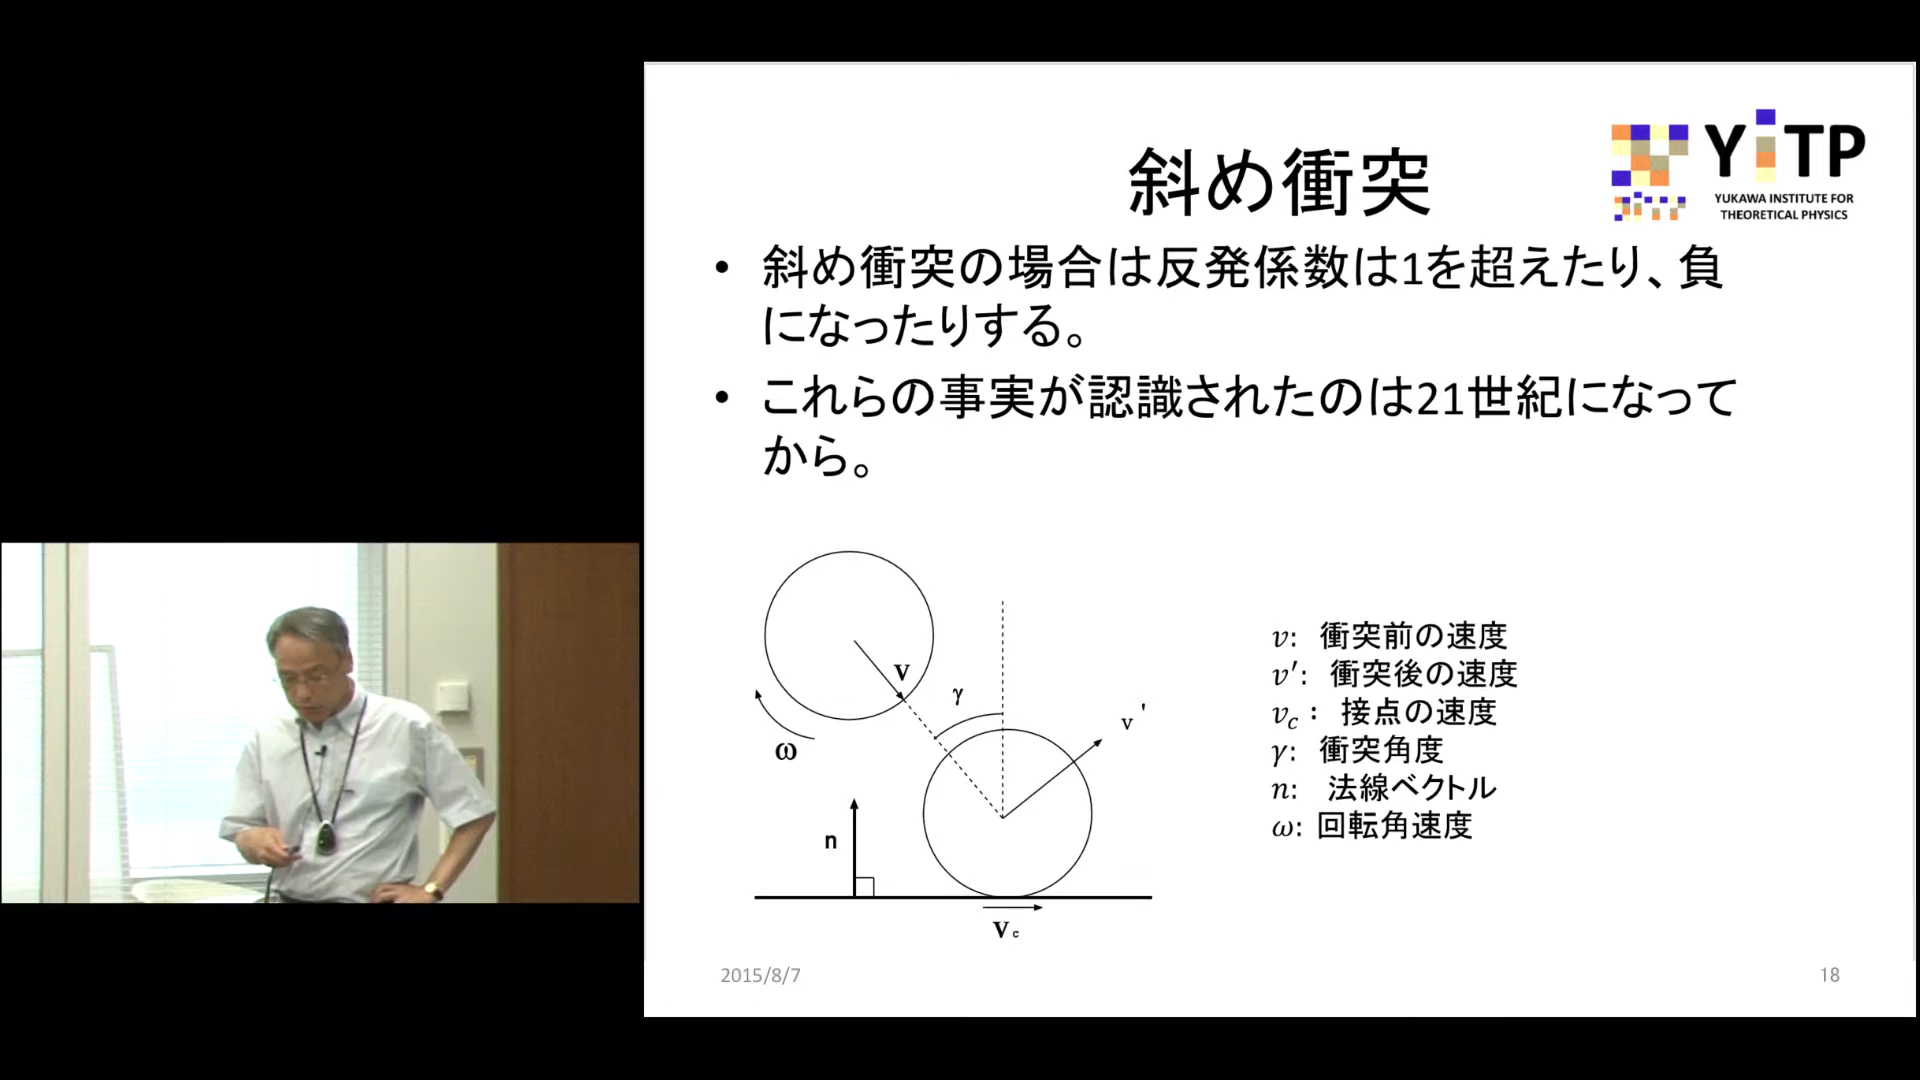 斜め衝突
YiTP
YUKAWA INSTITUTE FOR
THEORETICAL PHYSICS
• 斜め衝突の場合は反発係数は1を超えたり、負
になったりする。
• これらの事実が認識されたのは21世紀になって
から。
v
γ
v '
ω
n
vc
v: 衝突前の速度
v′: 衝突後の速度
vc: 接点の速度
γ: 衝突角度
n: 法線ベクトル
ω: 回転角速度
2015/8/7
18